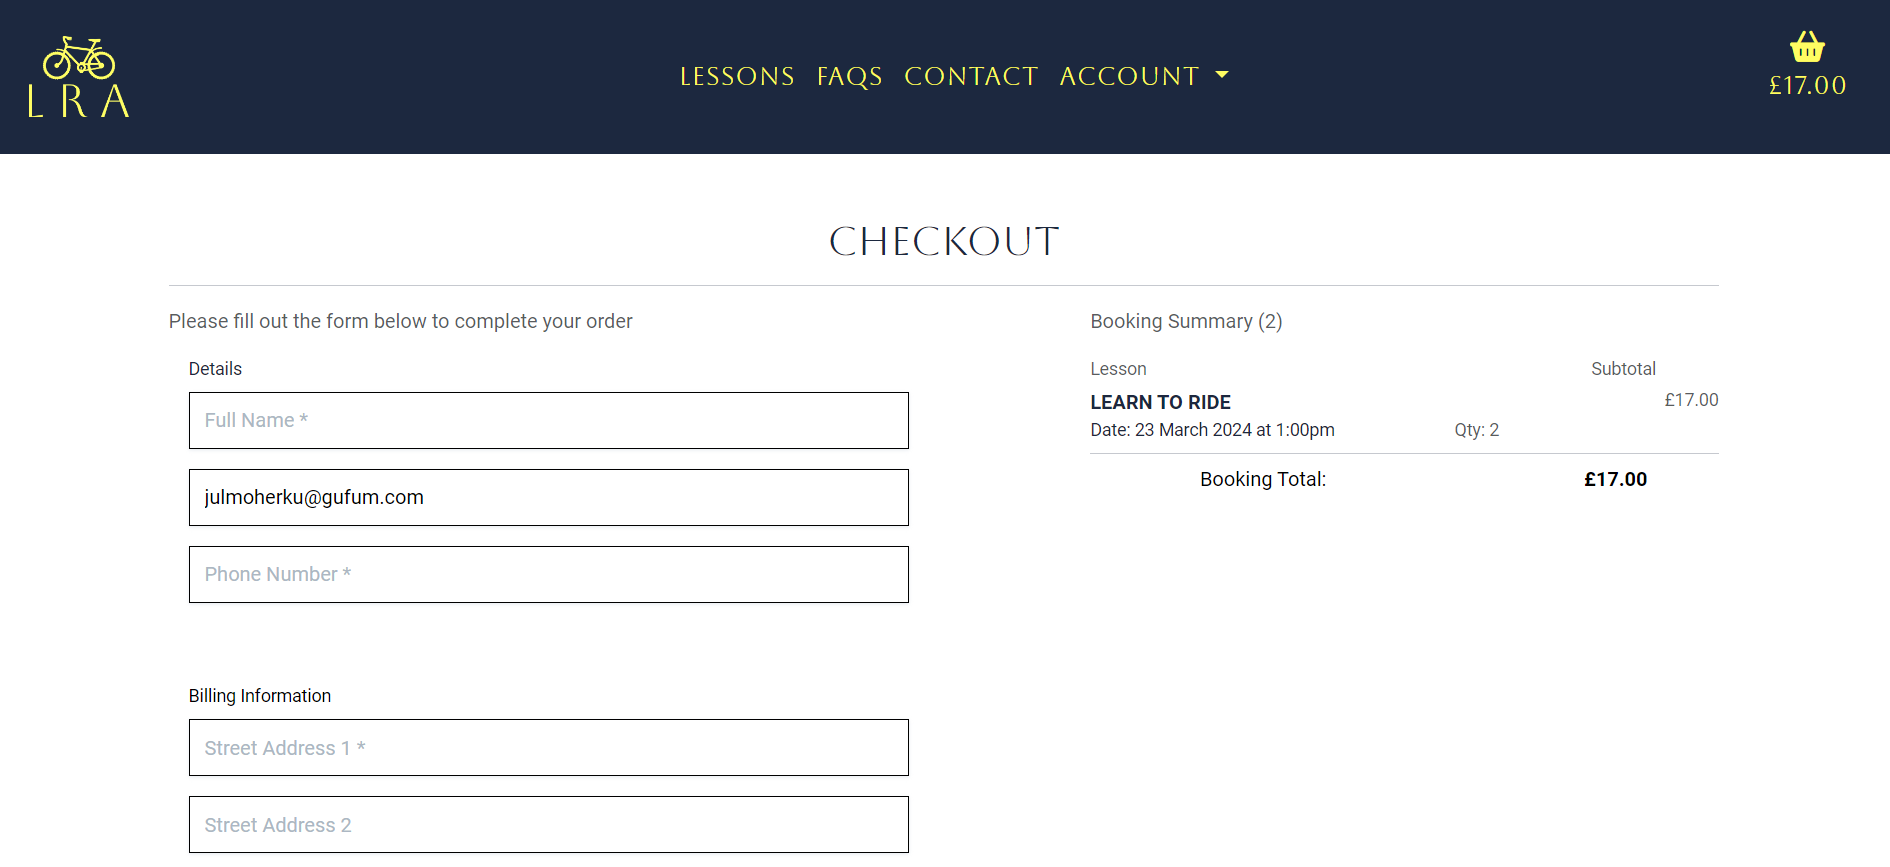 L R A
LESSONS FAQS CONTACT ACCOUNT
£17.00
CHECKOUT
Please fill out the form below to complete your order
Details
Full Name *
julmoherku@gufum.com
Phone Number *
Billing Information
Street Address 1 *
Street Address 2
Booking Summary (2)
Lesson Subtotal
LEARN TO RIDE £17.00
Date: 23 March 2024 at 1:00pm Qty: 2
Booking Total: £17.00